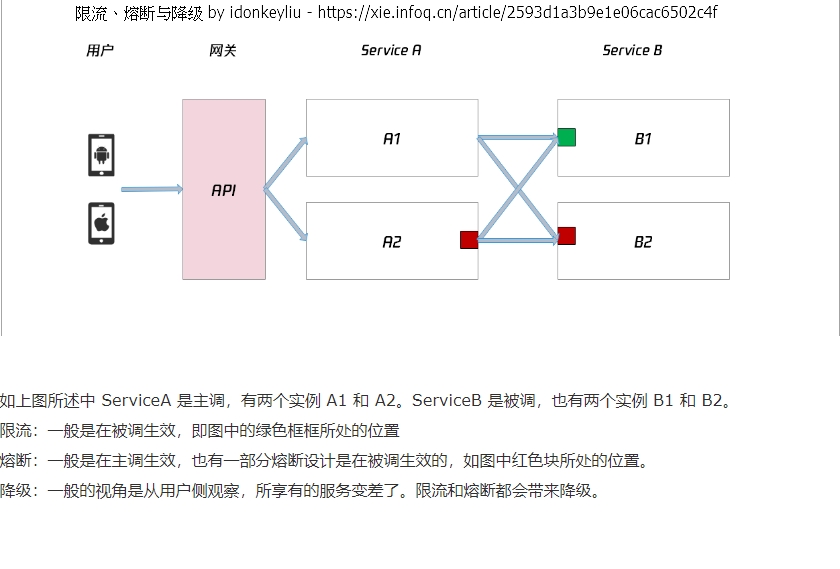 限流、熔断与降级 by idonkeyliu - https://xie.infoq.cn/article/2593d1a3b9e1e06cac6502c4f
用户 网关 Service A Service B
A1 B1
API
A2 B2
如上图所述中 ServiceA 是主调，有两个实例 A1 和 A2。ServiceB 是被调，也有两个实例 B1 和 B2。
限流：一般是在被调生效，即图中的绿色框框所处的位置
熔断：一般是在主调生效，也有一部分熔断设计是在被调生效的，如图中红色块所处的位置。
降级：一般的视角是从用户侧观察，所享有的服务变差了。限流和熔断都会带来降级。